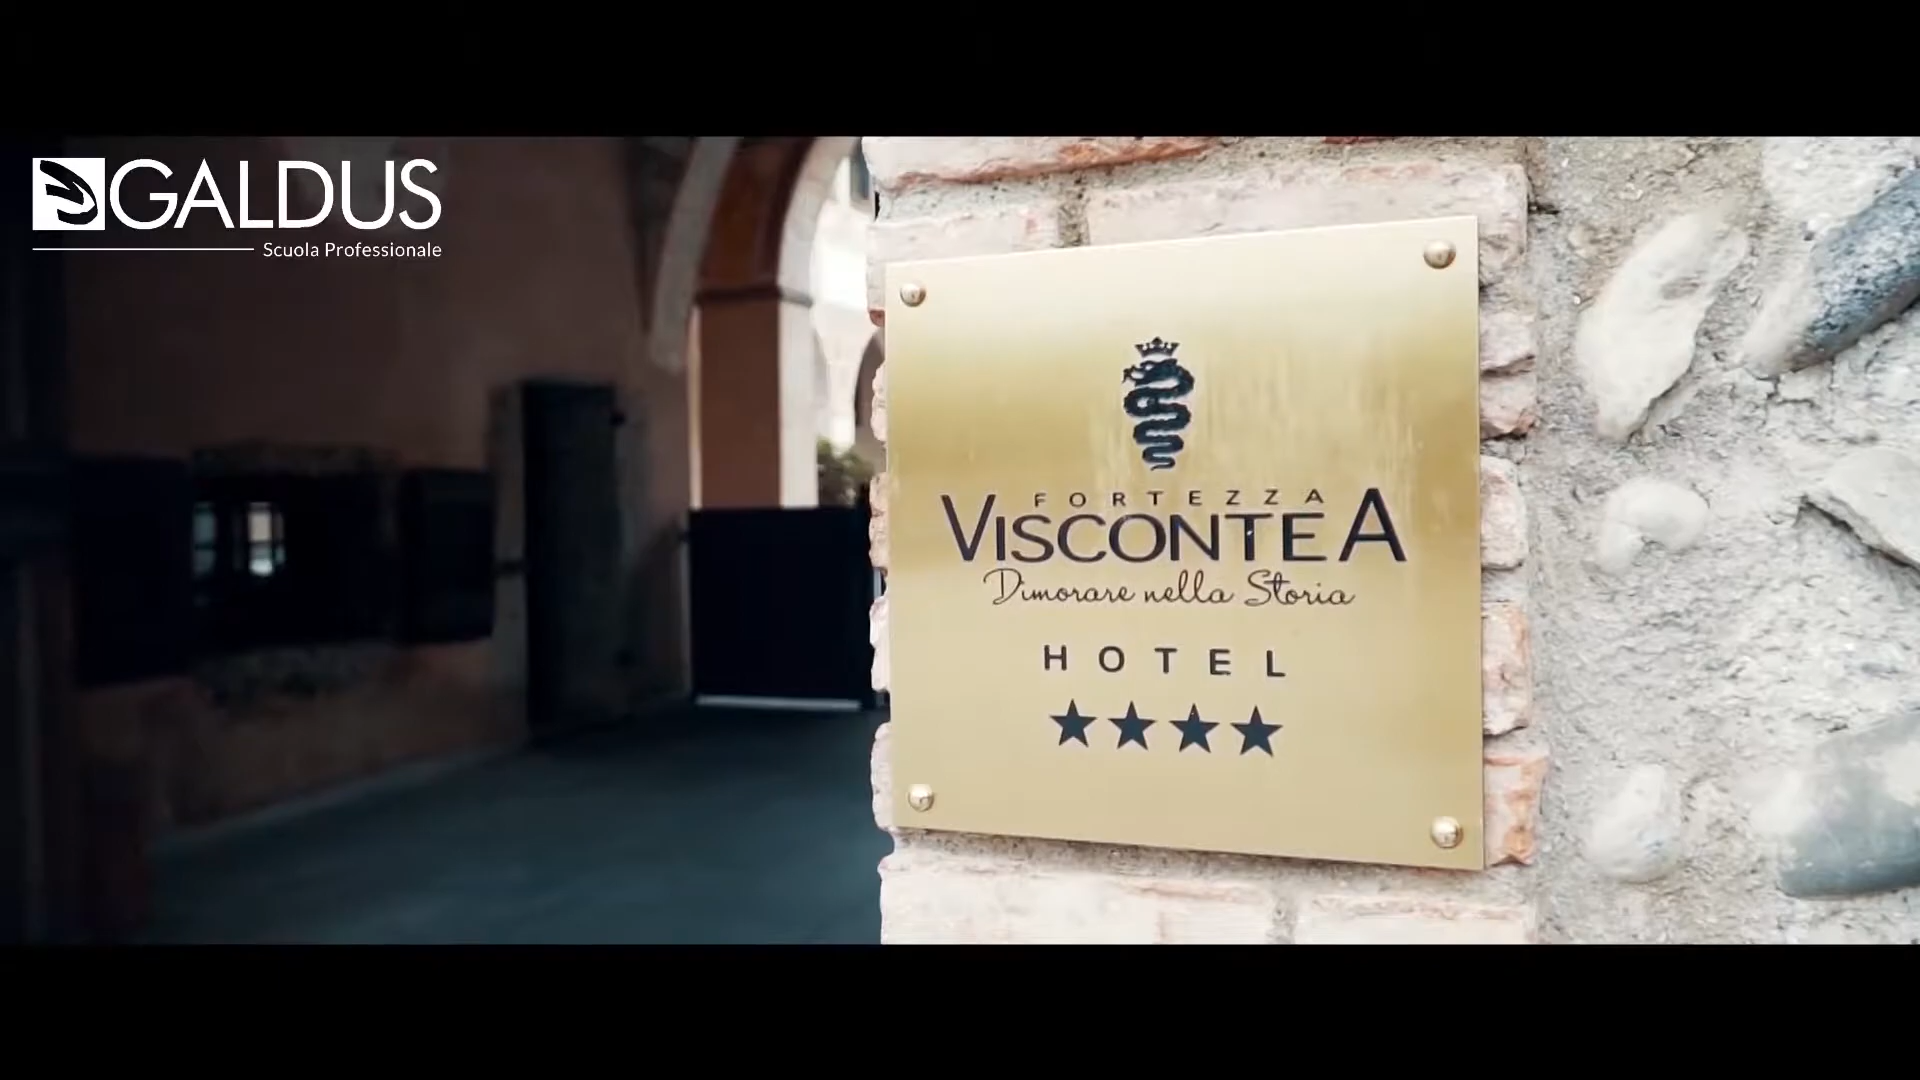 GALDUS
Scuola Professionale
FORTEZZA
VISCONTEA
Dimorare nella Storia
HOTEL